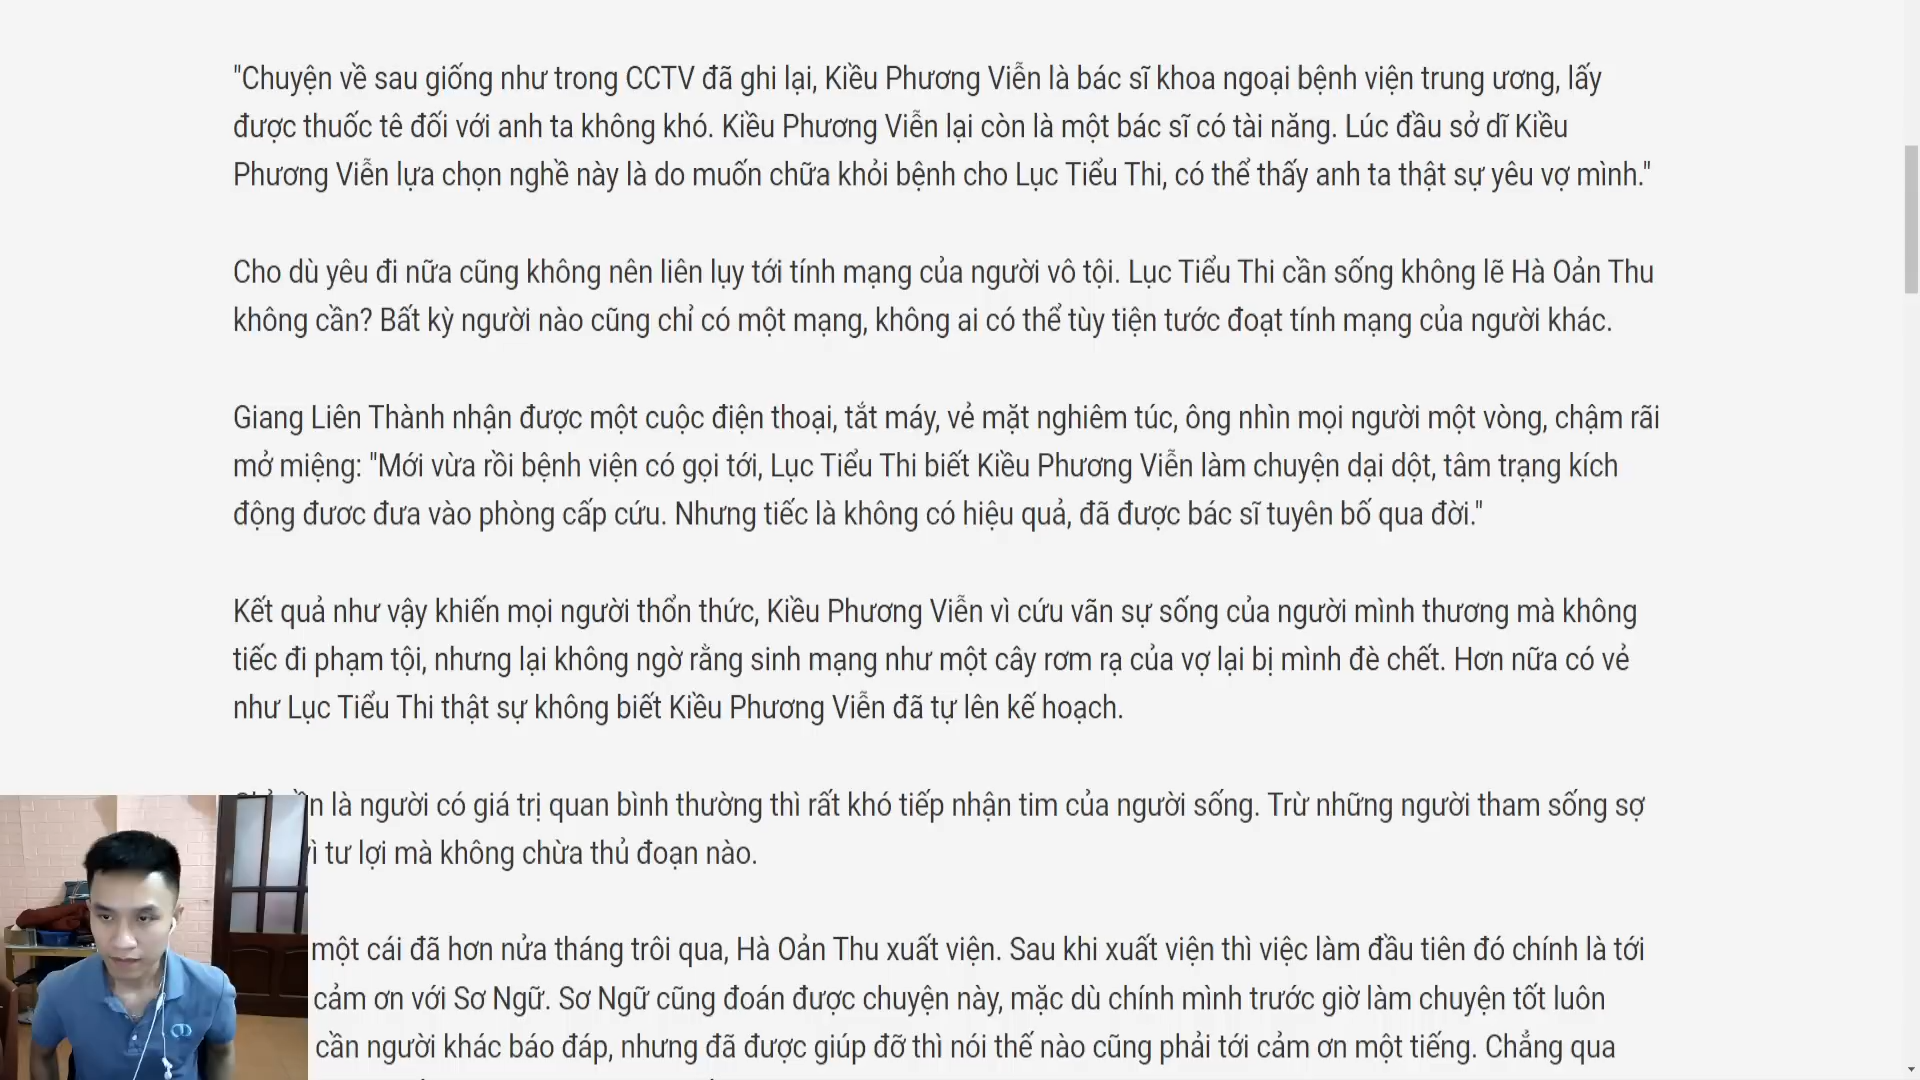 "Chuyện về sau giống như trong CCTV đã ghi lại, Kiều Phương Viễn là bác sĩ khoa ngoại bệnh viện trung ương, lấy
được thuốc tê đối với anh ta không khó. Kiều Phương Viễn lại còn là một bác sĩ có tài năng. Lúc đầu sở dĩ Kiều
Phương Viễn lựa chọn nghề này là do muốn chữa khỏi bệnh cho Lục Tiểu Thi, có thể thấy anh ta thật sự yêu vợ mình."
Cho dù yêu đi nữa cũng không nên liên lụy tới tính mạng của người vô tội. Lục Tiểu Thi cần sống không lẽ Hà Oản Thu
không cần? Bất kỳ người nào cũng chỉ có một mạng, không ai có thể tùy tiện tước đoạt tính mạng của người khác.
Giang Liên Thành nhận được một cuộc điện thoại, tắt máy, vẻ mặt nghiêm túc, ông nhìn mọi người một vòng, chậm rãi
mở miệng: "Mới vừa rồi bệnh viện có gọi tới, Lục Tiểu Thi biết Kiều Phương Viễn làm chuyện dại dột, tâm trạng kích
động đươc đưa vào phòng cấp cứu. Nhưng tiếc là không có hiệu quả, đã được bác sĩ tuyên bố qua đời."
Kết quả như vậy khiến mọi người thổn thức, Kiều Phương Viễn vì cứu vãn sự sống của người mình thương mà không
tiếc đi phạm tội, nhưng lại không ngờ rằng sinh mạng như một cây rơm rạ của vợ lại bị mình đè chết. Hơn nữa có vẻ
như Lục Tiểu Thi thật sự không biết Kiều Phương Viễn đã tự lên kế hoạch.
là người có giá trị quan bình thường thì rất khó tiếp nhận tim của người sống. Trừ những người tham sống sợ
tư lợi mà không chừa thủ đoạn nào.
một cái đã hơn nửa tháng trôi qua, Hà Oản Thu xuất viện. Sau khi xuất viện thì việc làm đầu tiên đó chính là tới
cảm ơn với Sơ Ngữ. Sơ Ngữ cũng đoán được chuyện này, mặc dù chính mình trước giờ làm chuyện tốt luôn
cần người khác báo đáp, nhưng đã được giúp đỡ thì nói thế nào cũng phải tới cảm ơn một tiếng. Chẳng qua